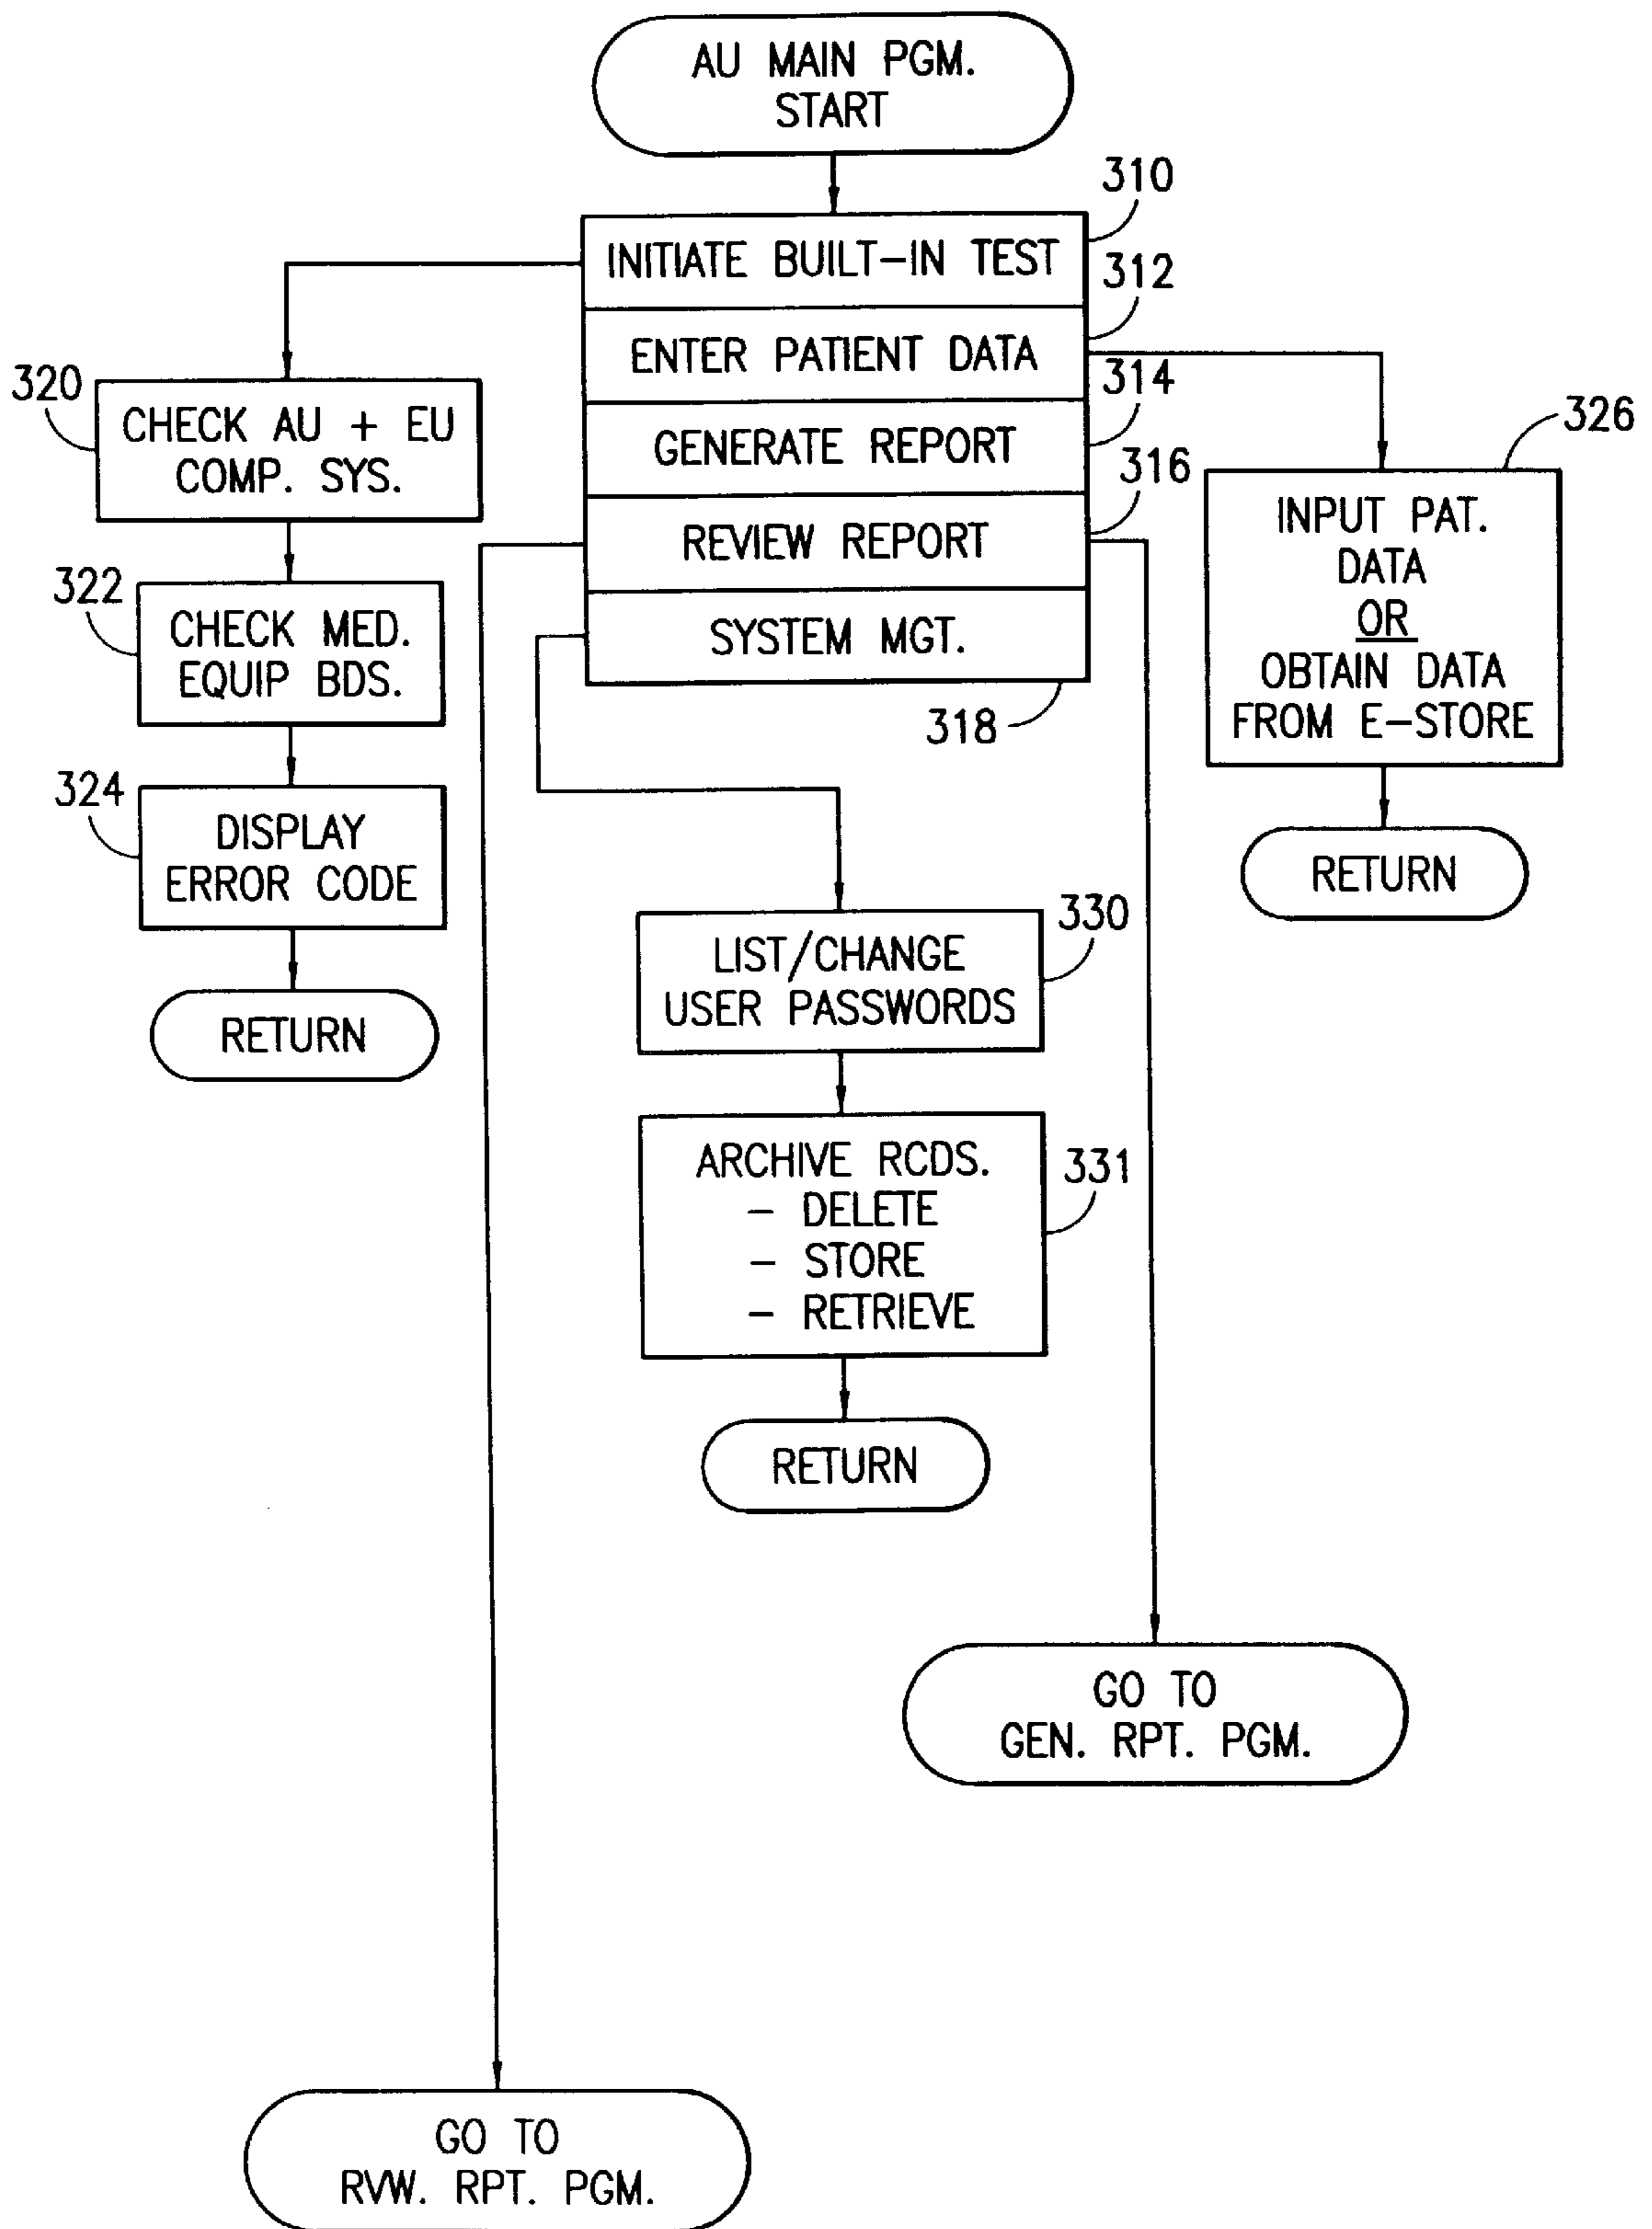 AU MAIN PGM.
START
310
INITIATE BUILT-IN TEST
312
ENTER PATIENT DATA
314
GENERATE REPORT
316
REVIEW REPORT
SYSTEM MGT.
318
320
CHECK AU + EU
COMP. SYS.
322
CHECK MED.
EQUIP BDS.
324
DISPLAY
ERROR CODE
RETURN
326
INPUT PAT.
DATA
OR
OBTAIN DATA
FROM E-STORE
RETURN
330
LIST/CHANGE
USER PASSWORDS
331
ARCHIVE RCDS.
- DELETE
- STORE
- RETRIEVE
RETURN
GO TO
GEN. RPT. PGM.
GO TO
RVW. RPT. PGM.